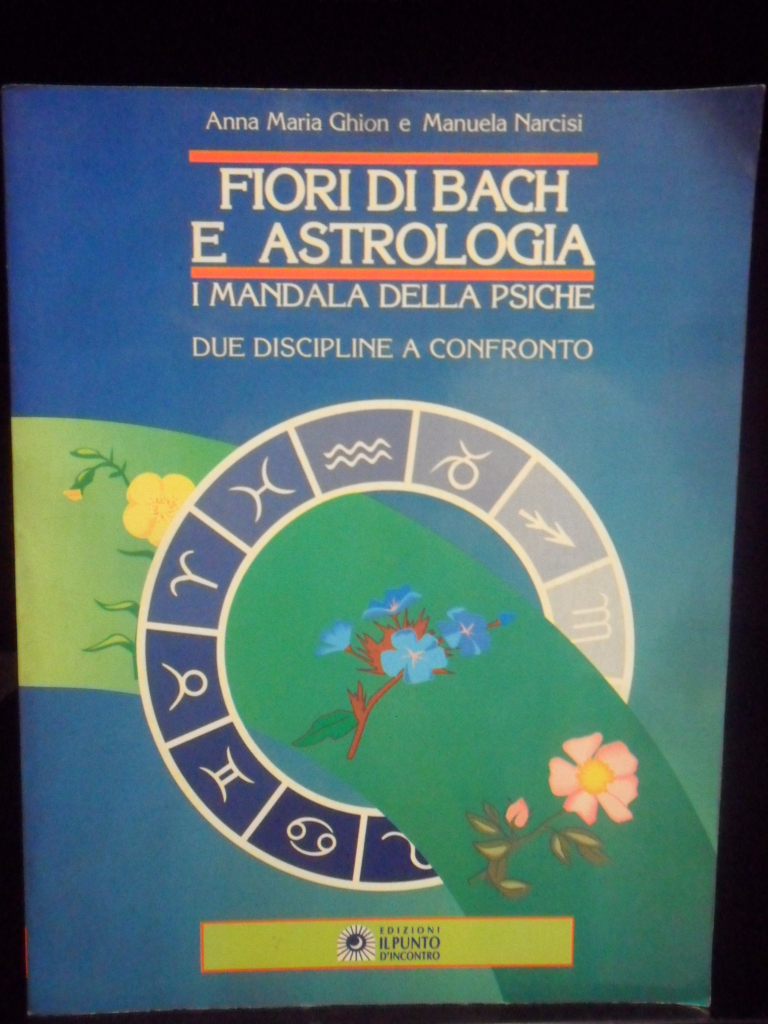 Anna Maria Ghion e Manuela Narcisi
FIORI DI BACH
E ASTROLOGIA
I MANDALA DELLA PSICHE
DUE DISCIPLINE A CONFRONTO
EDIZIONI
IL PUNTO
D'INCONTRO